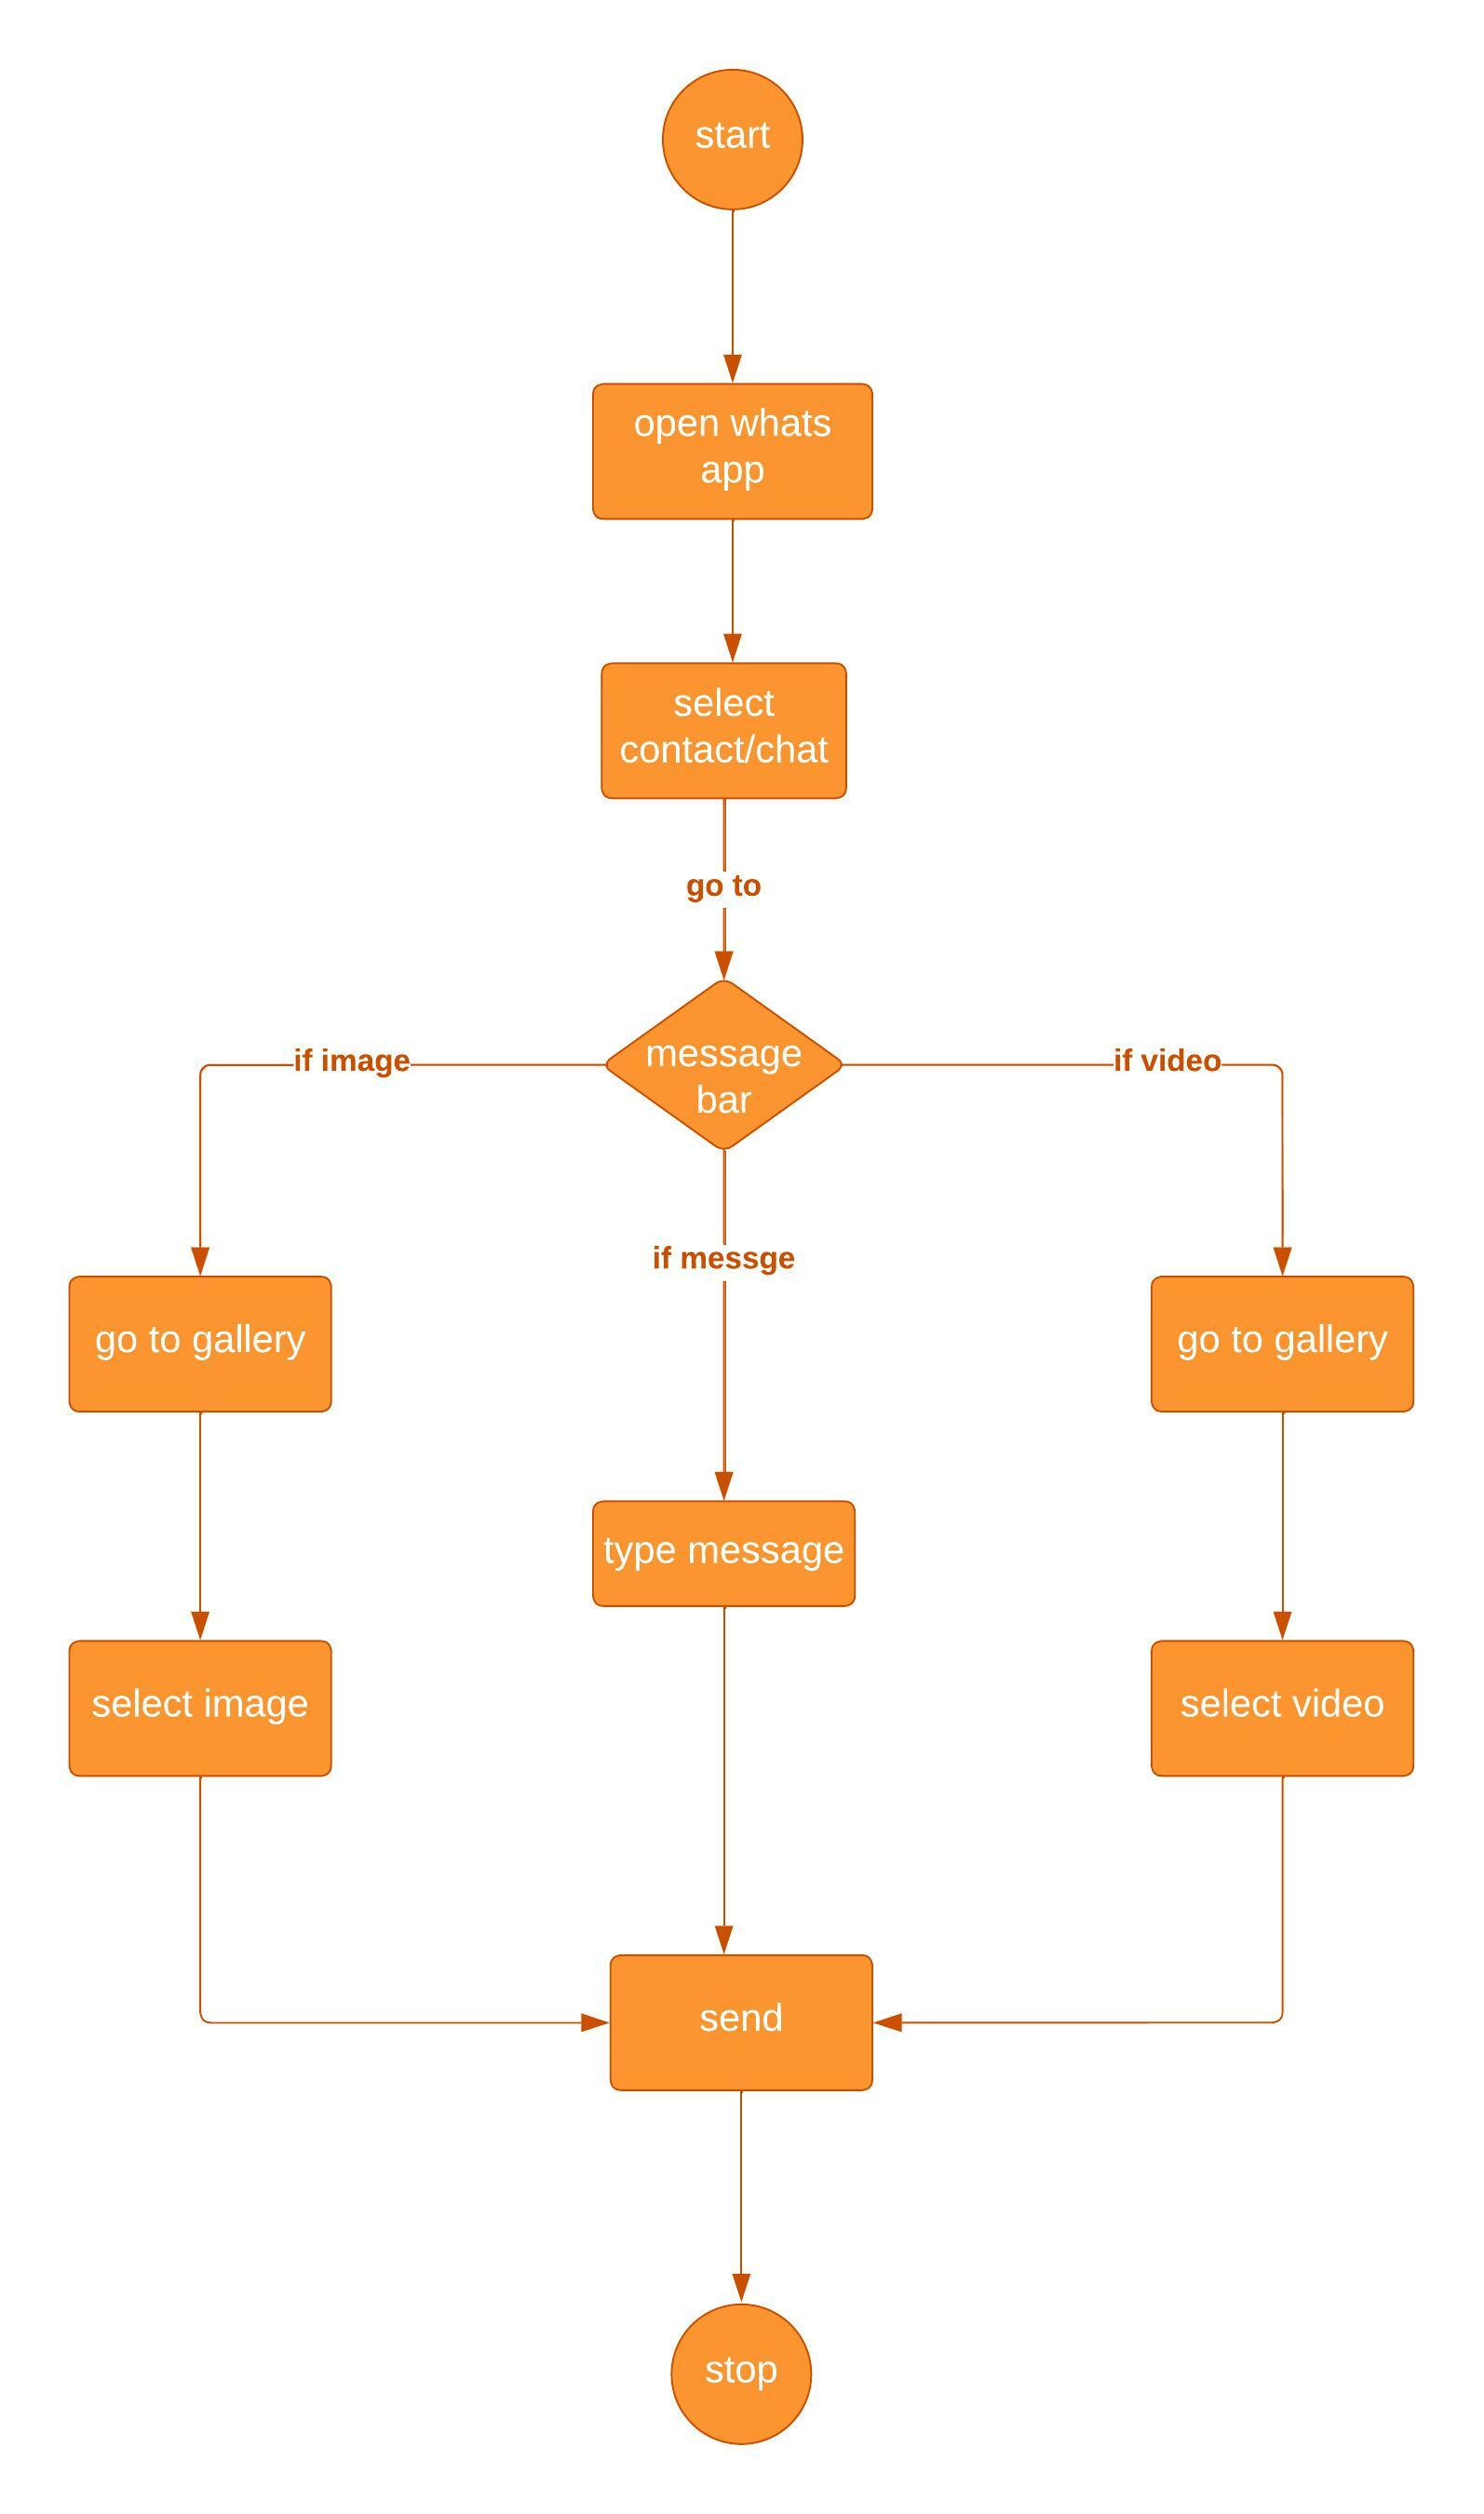 start
open whats
app
select
contact/chat
go to
message
bar
if image
if video
if messge
go to gallery
go to gallery
type message
select image
select video
send
stop